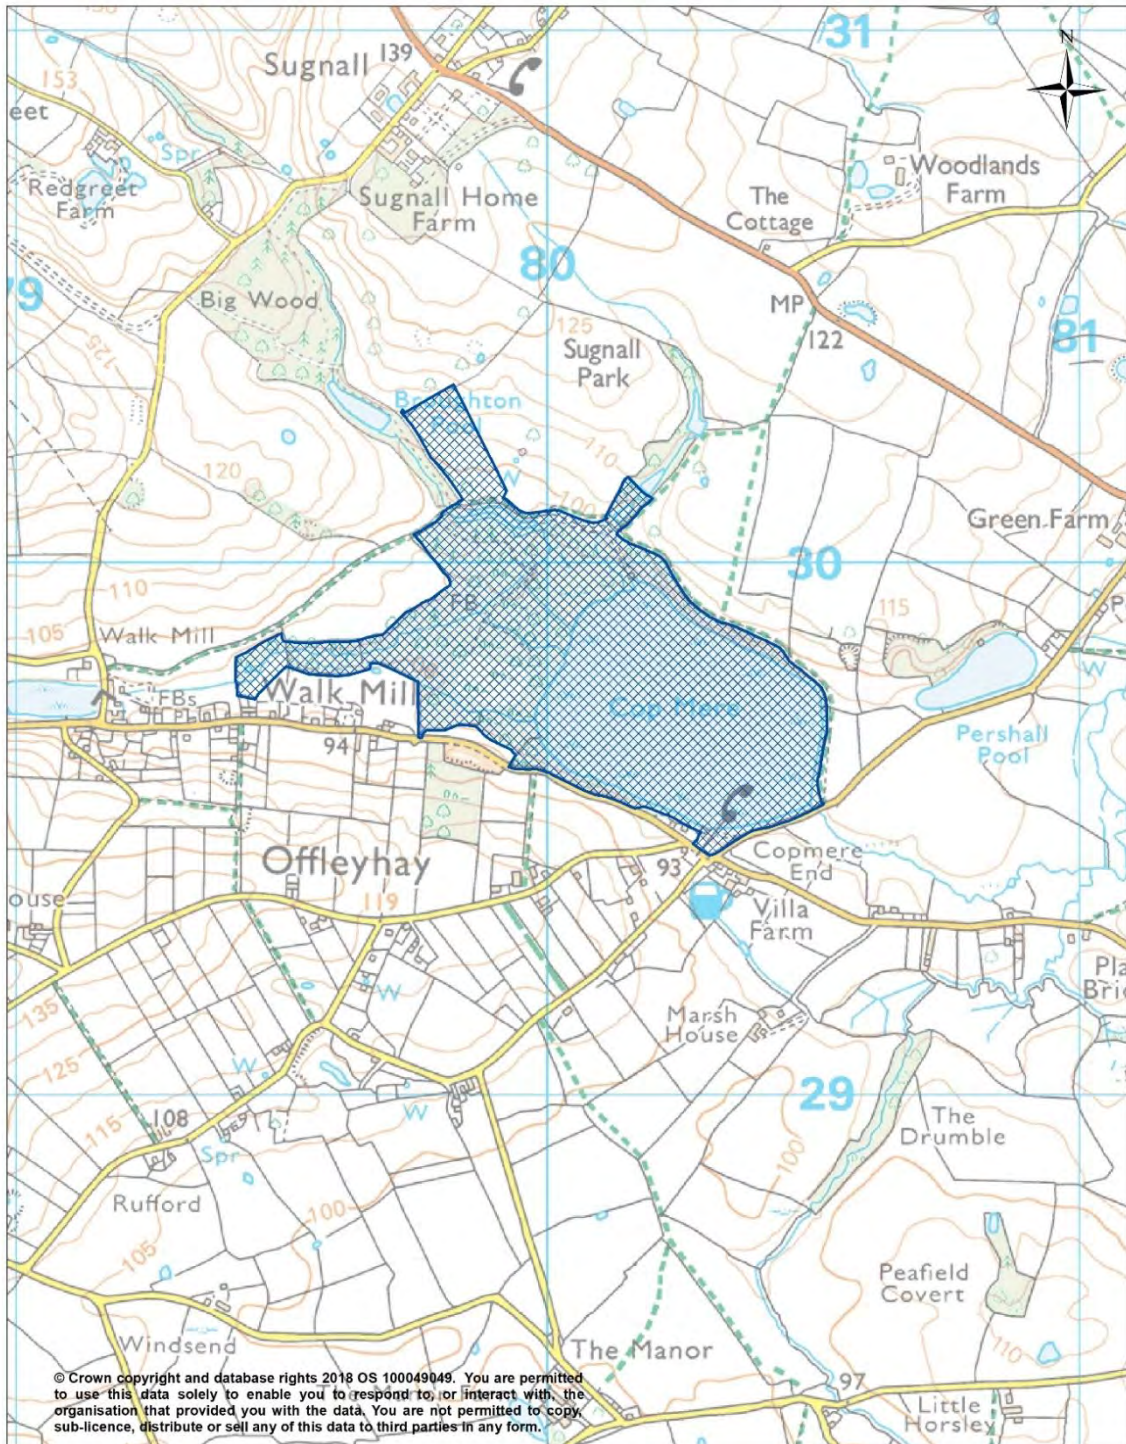 31
N
Sugnall 139
153
eet
Spr
Redgreet
Farm
Sugnall Home
Farm
Woodlands
Farm
The
Cottage
80
79
Big Wood
MP
122
81
125
125
Sugnall
Park
110
W
100
120
Green Farm
30
110
115
105
Walk Mill
FB
FBs
Walk Mill
Cop Mere
W
94
Pershall
Pool
Offleyhay
93
Copmere
End
ouse
119
Villa
Farm
Pla
Bri
W
Marsh
House
135
125
W
W
29
115
108
The
Drumble
100
Spr
Rufford
100
105
Peafield
Covert
Windsend
The Manor
110
97
Little
Horsley
© Crown copyright and database rights 2018 OS 100049049. You are permitted
to use this data solely to enable you to respond to, or interact with, the
organisation that provided you with the data. You are not permitted to copy,
sub-licence, distribute or sell any of this data to third parties in any form.